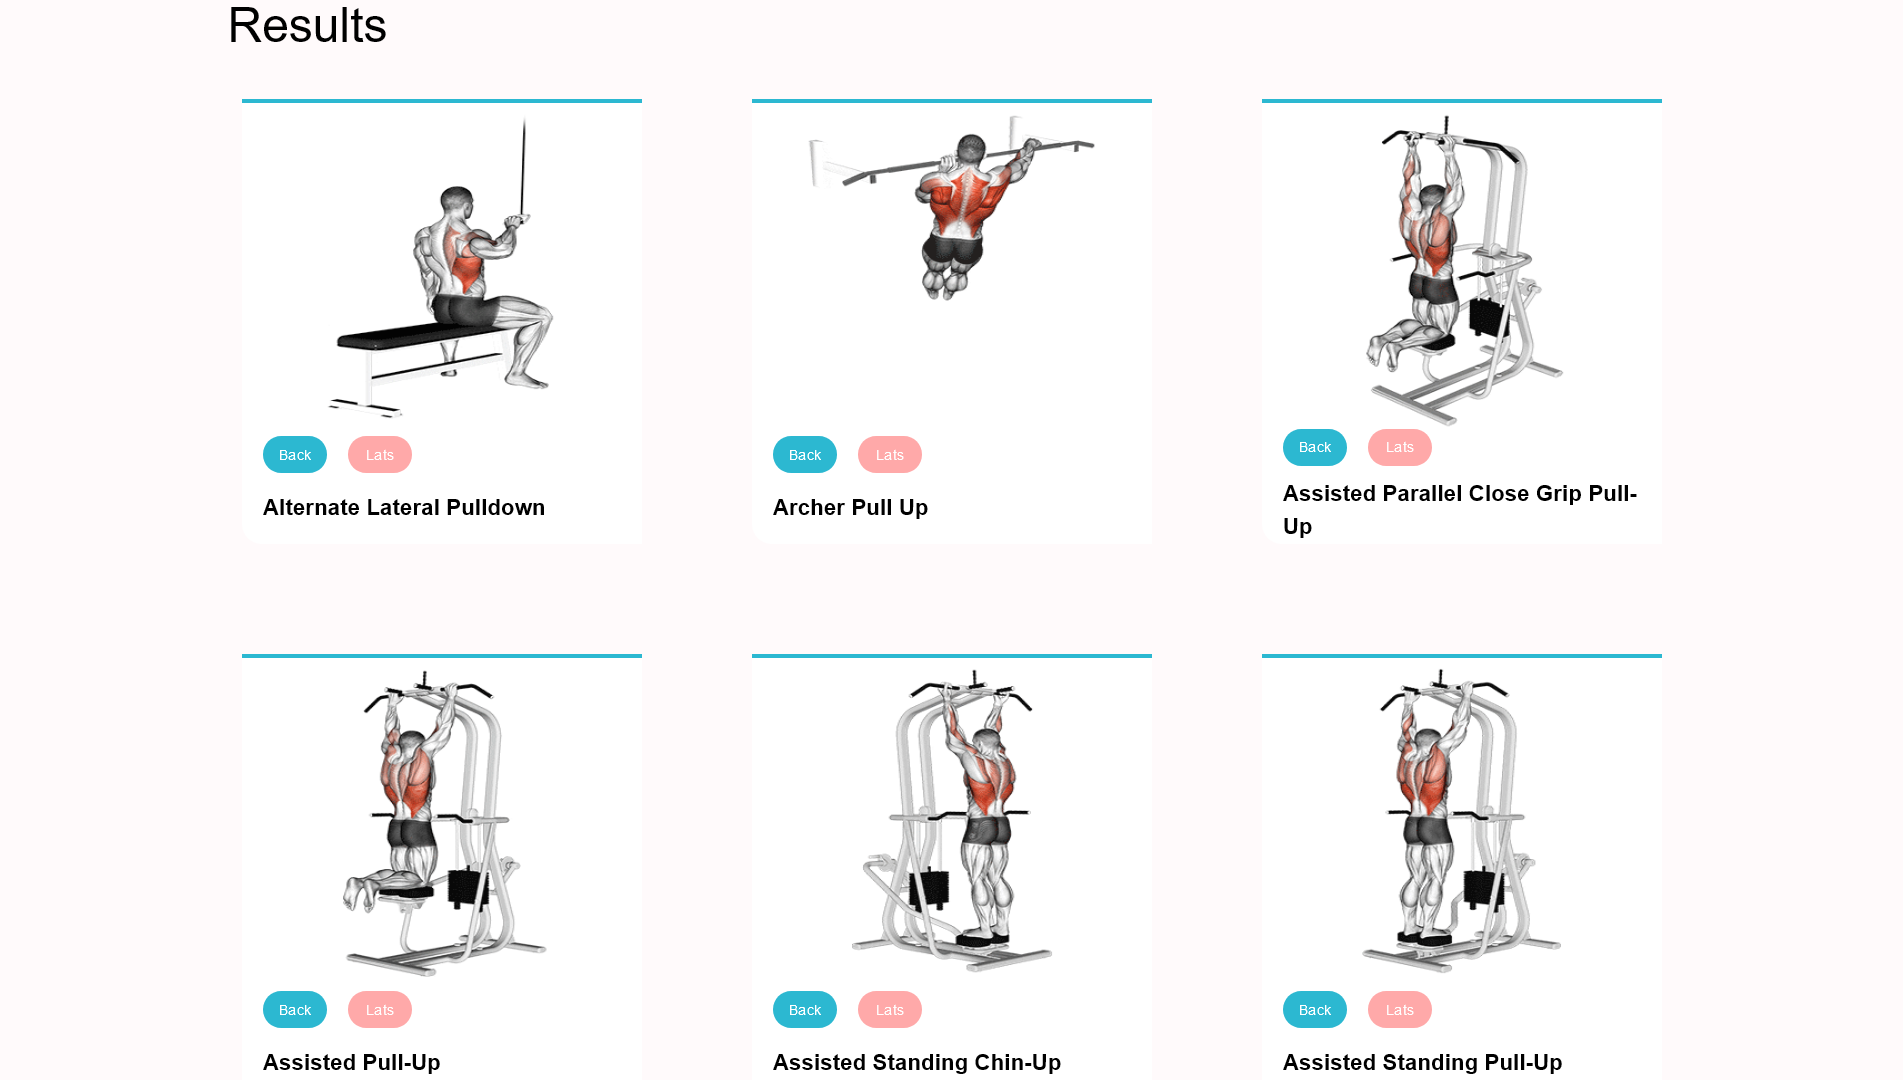 Results
Back
Lats
Alternate Lateral Pulldown
Back
Lats
Archer Pull Up
Back
Lats
Assisted Parallel Close Grip Pull-
Up
Back
Lats
Assisted Pull-Up
Back
Lats
Assisted Standing Chin-Up
Back
Lats
Assisted Standing Pull-Up